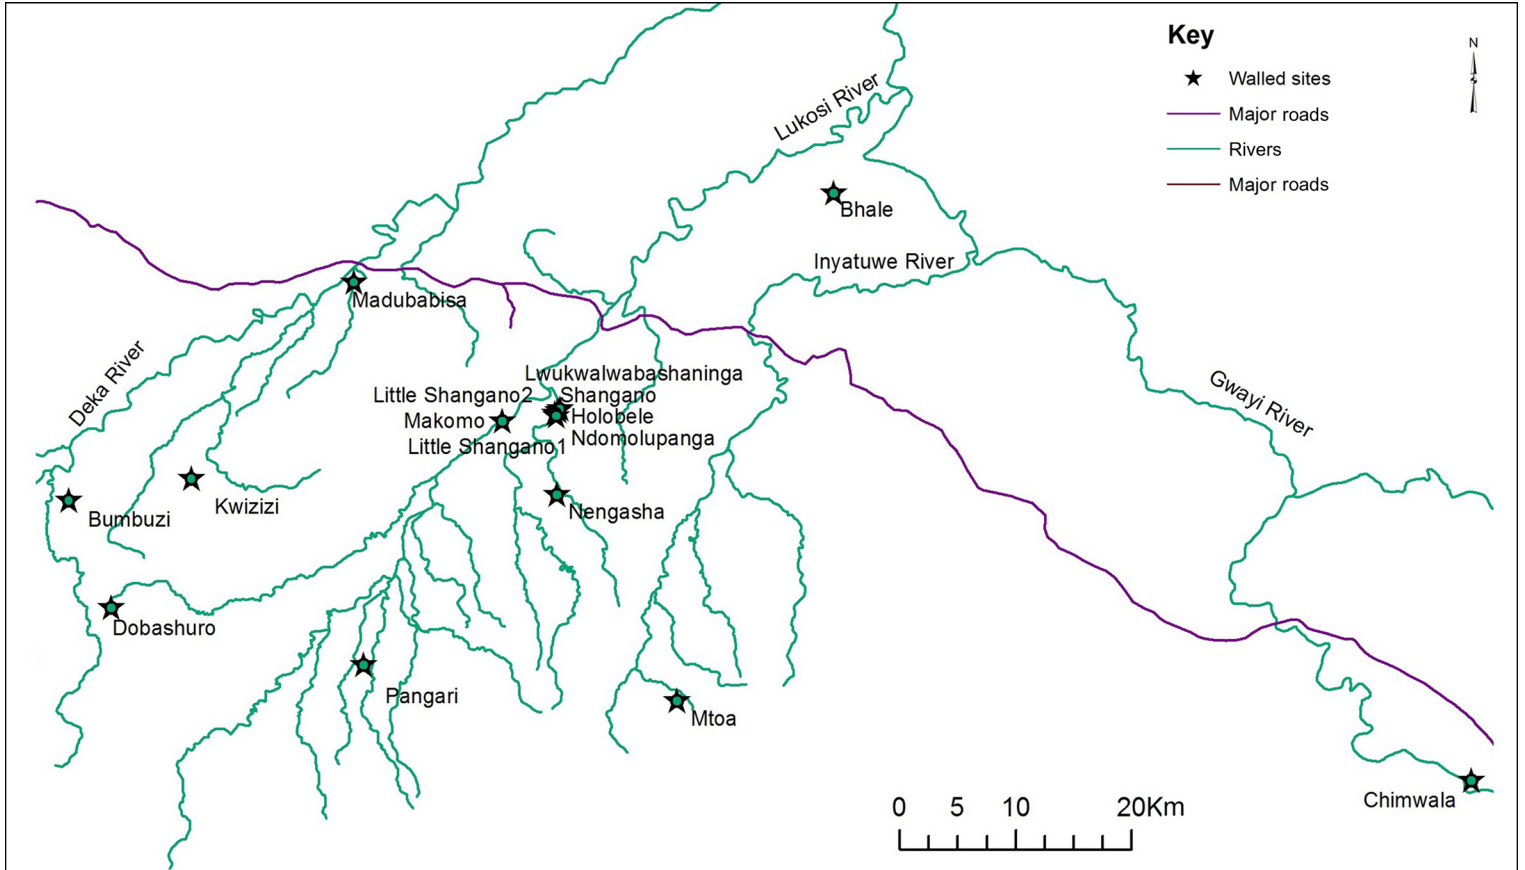 Key
N
Walled sites
Major roads
Rivers
Major roads
Lukosi River
Bhale
Inyatuwe River
Madubabisa
Deka River
Lwukwalwabashaninga
Little Shangano2
Shangano
Makomo
Holobele
Ndomolupanga
Little Shangano1
Gwayi River
Kwizizi
Nengasha
Bumbuzi
Dobashuro
Pangari
Mtoa
Chimwala
0 5 10 20Km